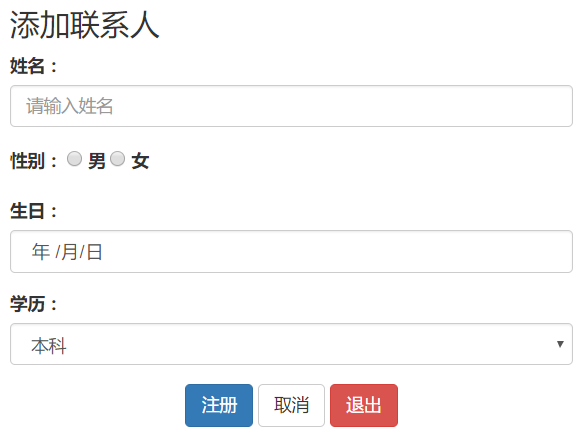 添加联系人
姓名：
请输入姓名
性别： 男 女
生日：
年 /月/日
学历：
本科
注册 取消 退出